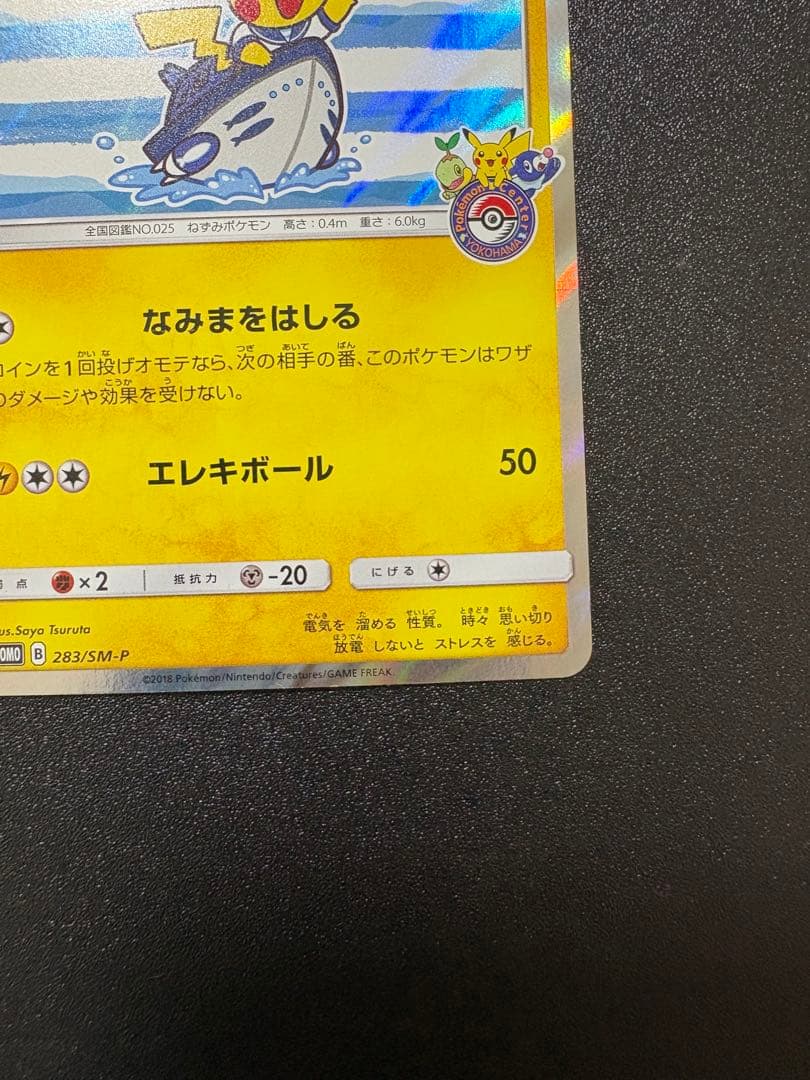 Pokémon Center
YOKOHAMA
全国図鑑NO.025 ねずみポケモン 高さ:0.4m 重さ:6.0kg
なみまをはしる
コインを1回投げオモテなら、次の相手の番、このポケモンはワザ
のダメージや効果を受けない。
エレキボール 50
点 ×2 抵抗力 -20 にげる
Saya Tsuruta
電気を 溜める 性質。 時々 思い切り
放電 しないと ストレスを 感じる。
B 283/SM-P
©2018 Pokémon/Nintendo/Creatures/GAME FREAK.